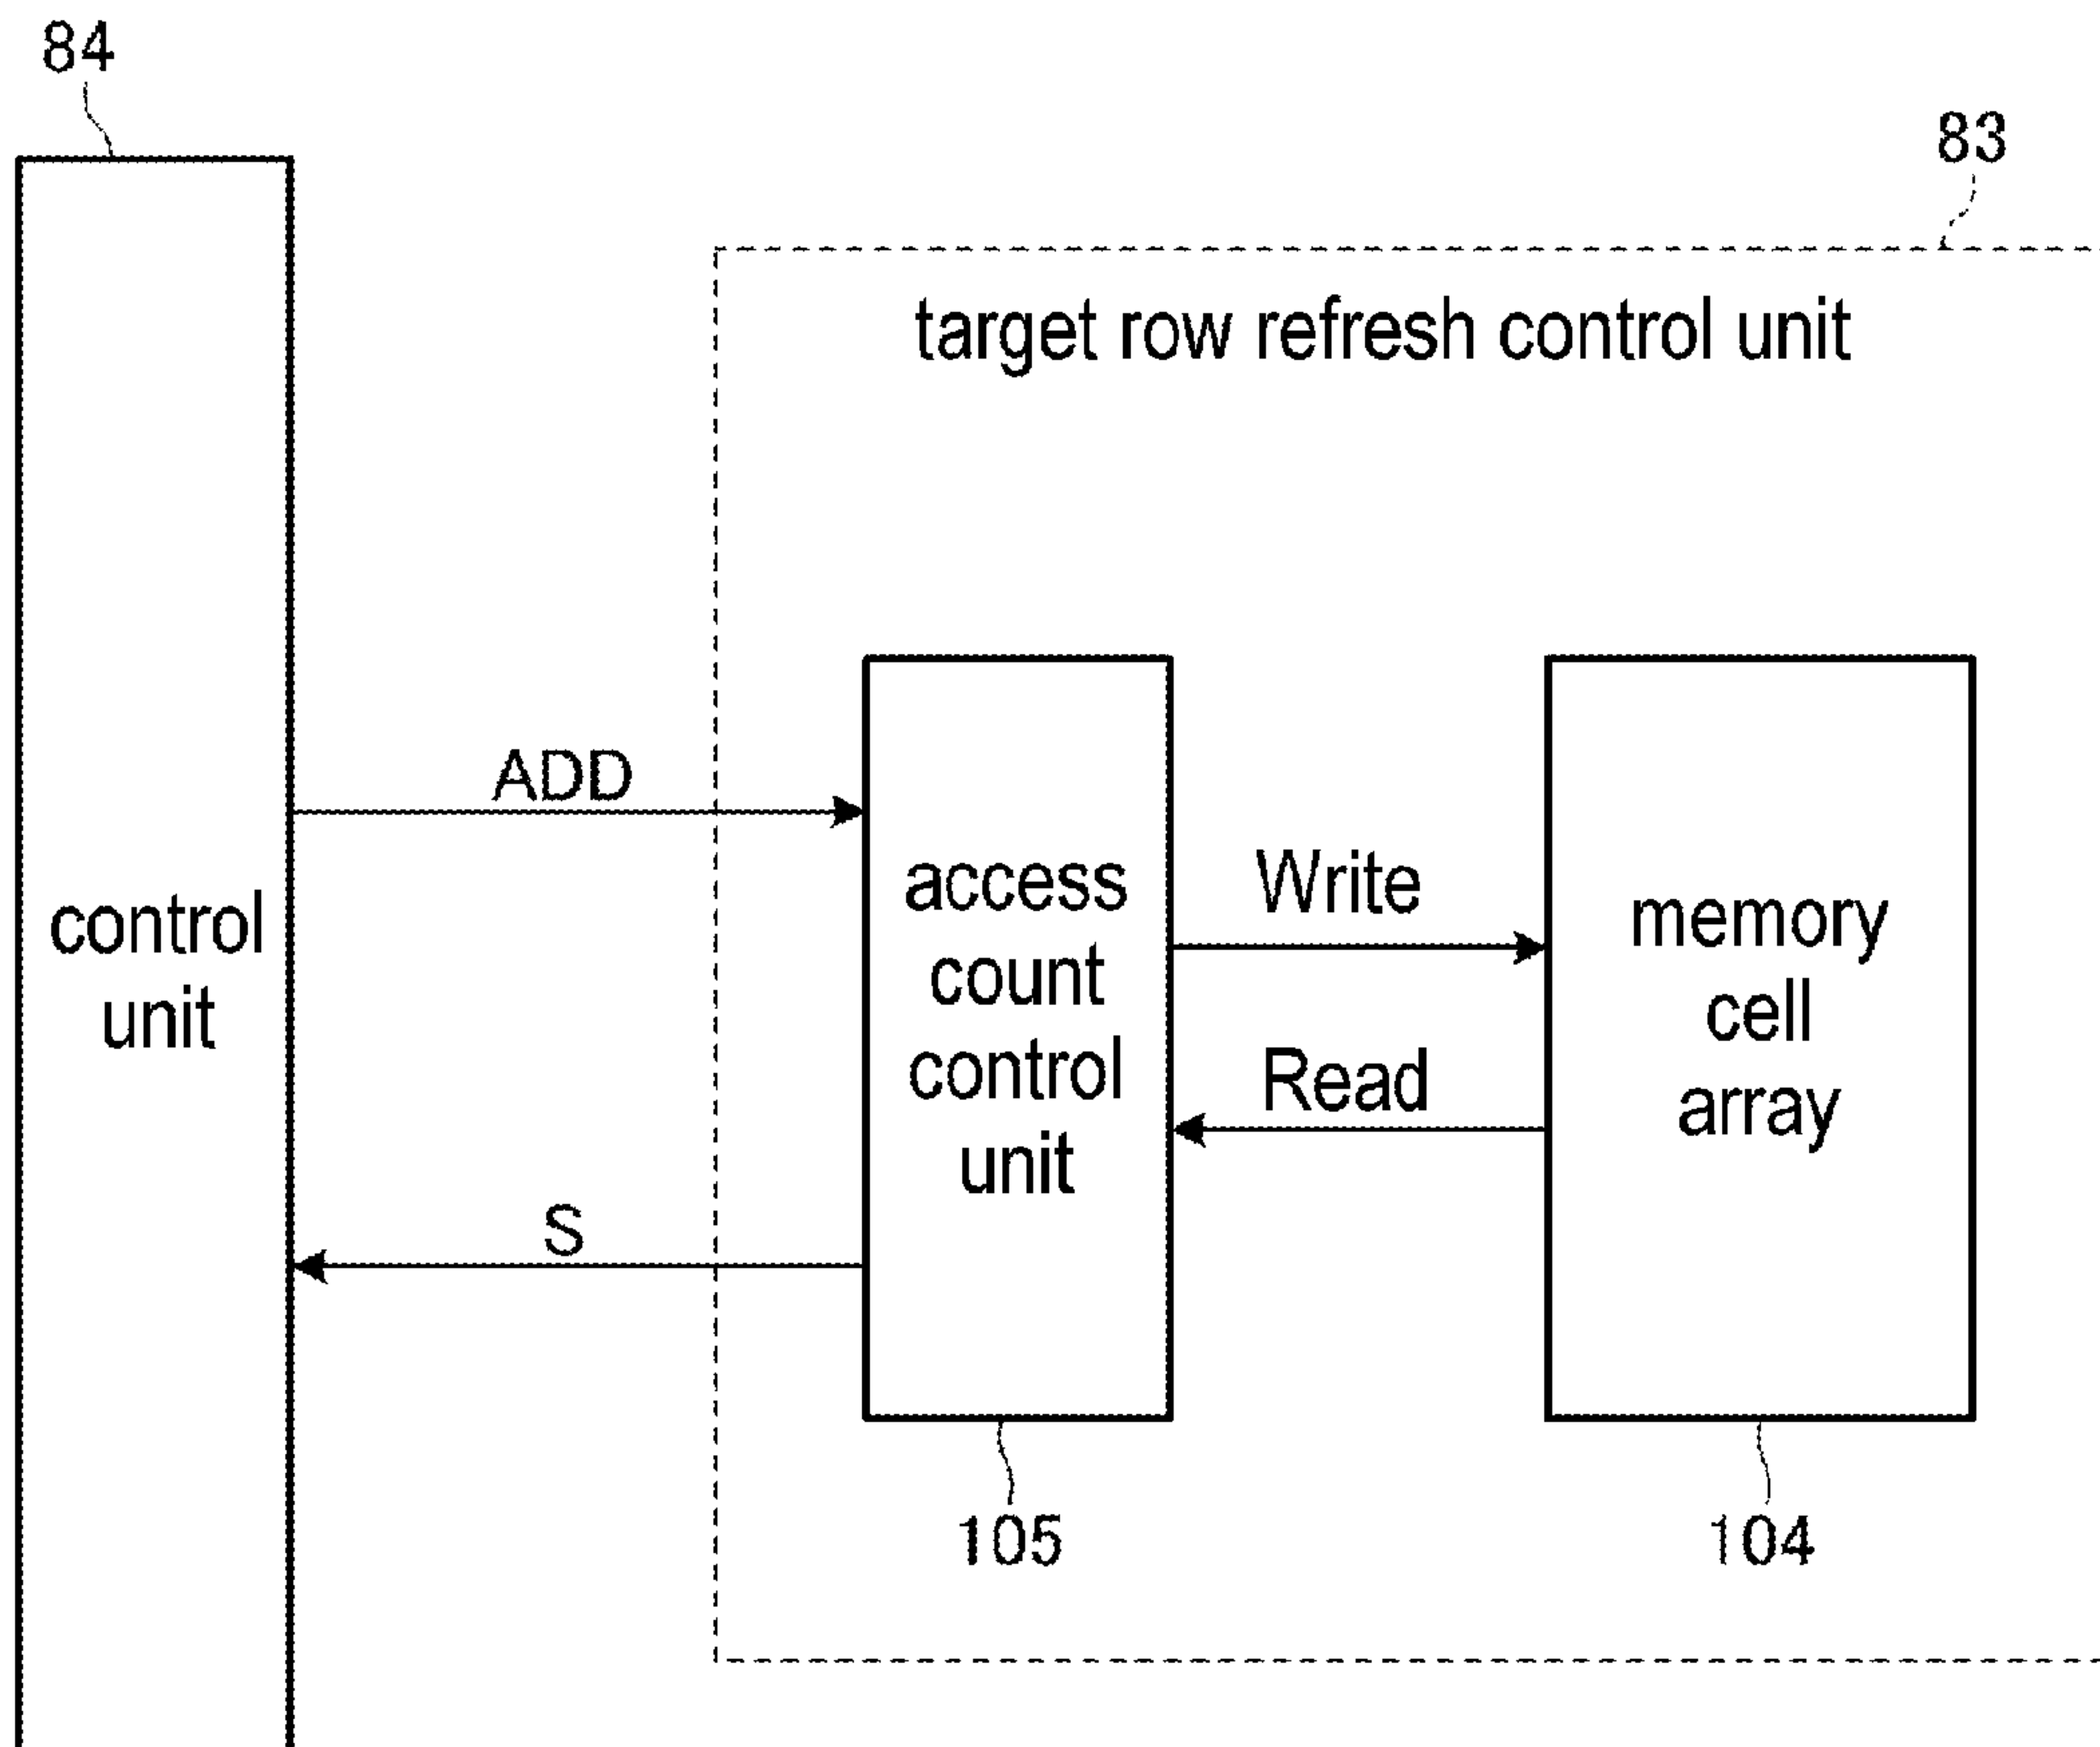 84
83
target row refresh control unit
ADD
access
count
control
unit
Write
Read
memory
cell
array
control
unit
S
105
104